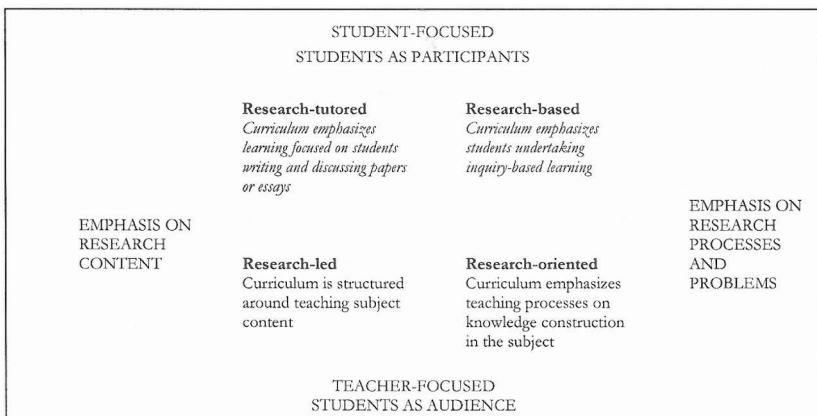 STUDENT-FOCUSED
STUDENTS AS PARTICIPANTS
Research-tutored
Curriculum emphasizes
learning focused on students
writing and discussing papers
or essays
Research-based
Curriculum emphasizes
students undertaking
inquiry-based learning
EMPHASIS ON
RESEARCH
CONTENT
EMPHASIS ON
RESEARCH
PROCESSES
AND
PROBLEMS
Research-led
Curriculum is structured
around teaching subject
content
Research-oriented
Curriculum emphasizes
teaching processes on
knowledge construction
in the subject
TEACHER-FOCUSED
STUDENTS AS AUDIENCE